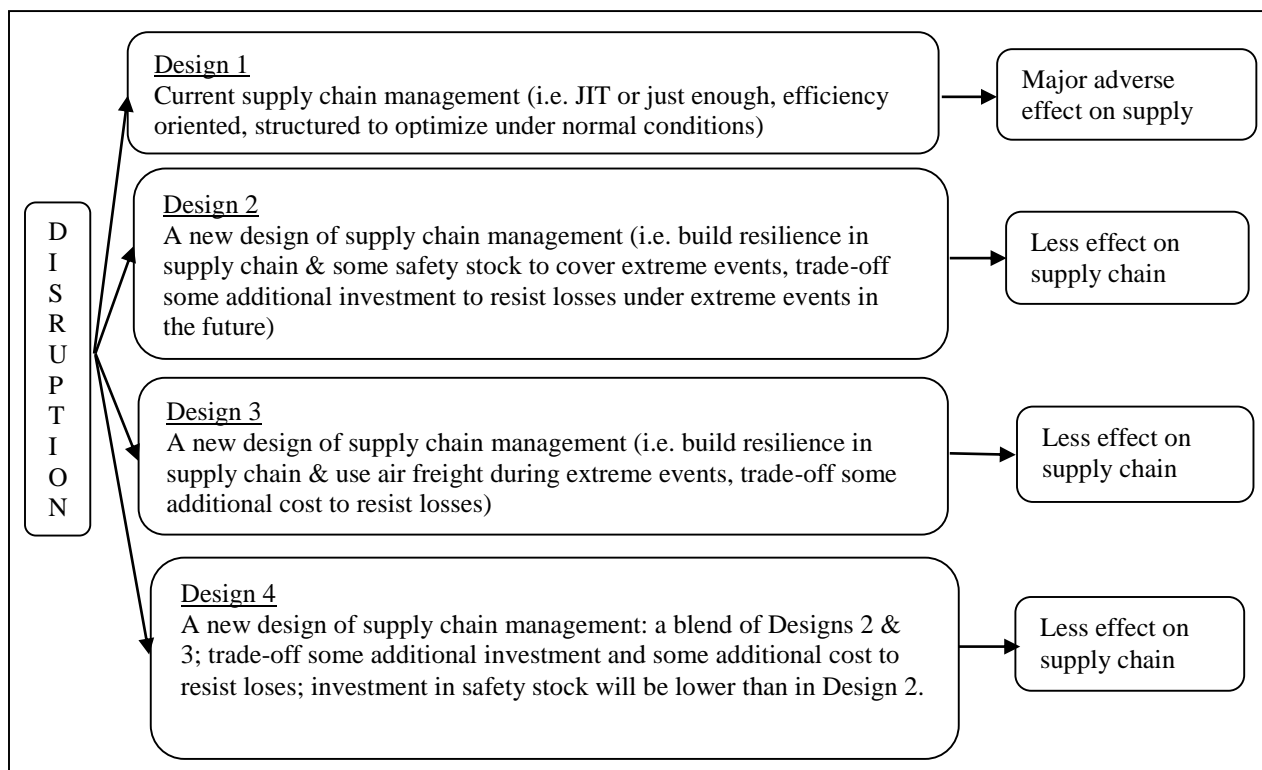 D
I
S
R
U
P
T
I
O
N
Design 1
Current supply chain management (i.e. JIT or just enough, efficiency
oriented, structured to optimize under normal conditions)
Major adverse
effect on supply
Design 2
A new design of supply chain management (i.e. build resilience in
supply chain & some safety stock to cover extreme events, trade-off
some additional investment to resist losses under extreme events in
the future)
Less effect on
supply chain
Design 3
A new design of supply chain management (i.e. build resilience in
supply chain & use air freight during extreme events, trade-off some
additional cost to resist losses)
Less effect on
supply chain
Design 4
A new design of supply chain management: a blend of Designs 2 &
3; trade-off some additional investment and some additional cost to
resist loses; investment in safety stock will be lower than in Design 2.
Less effect on
supply chain